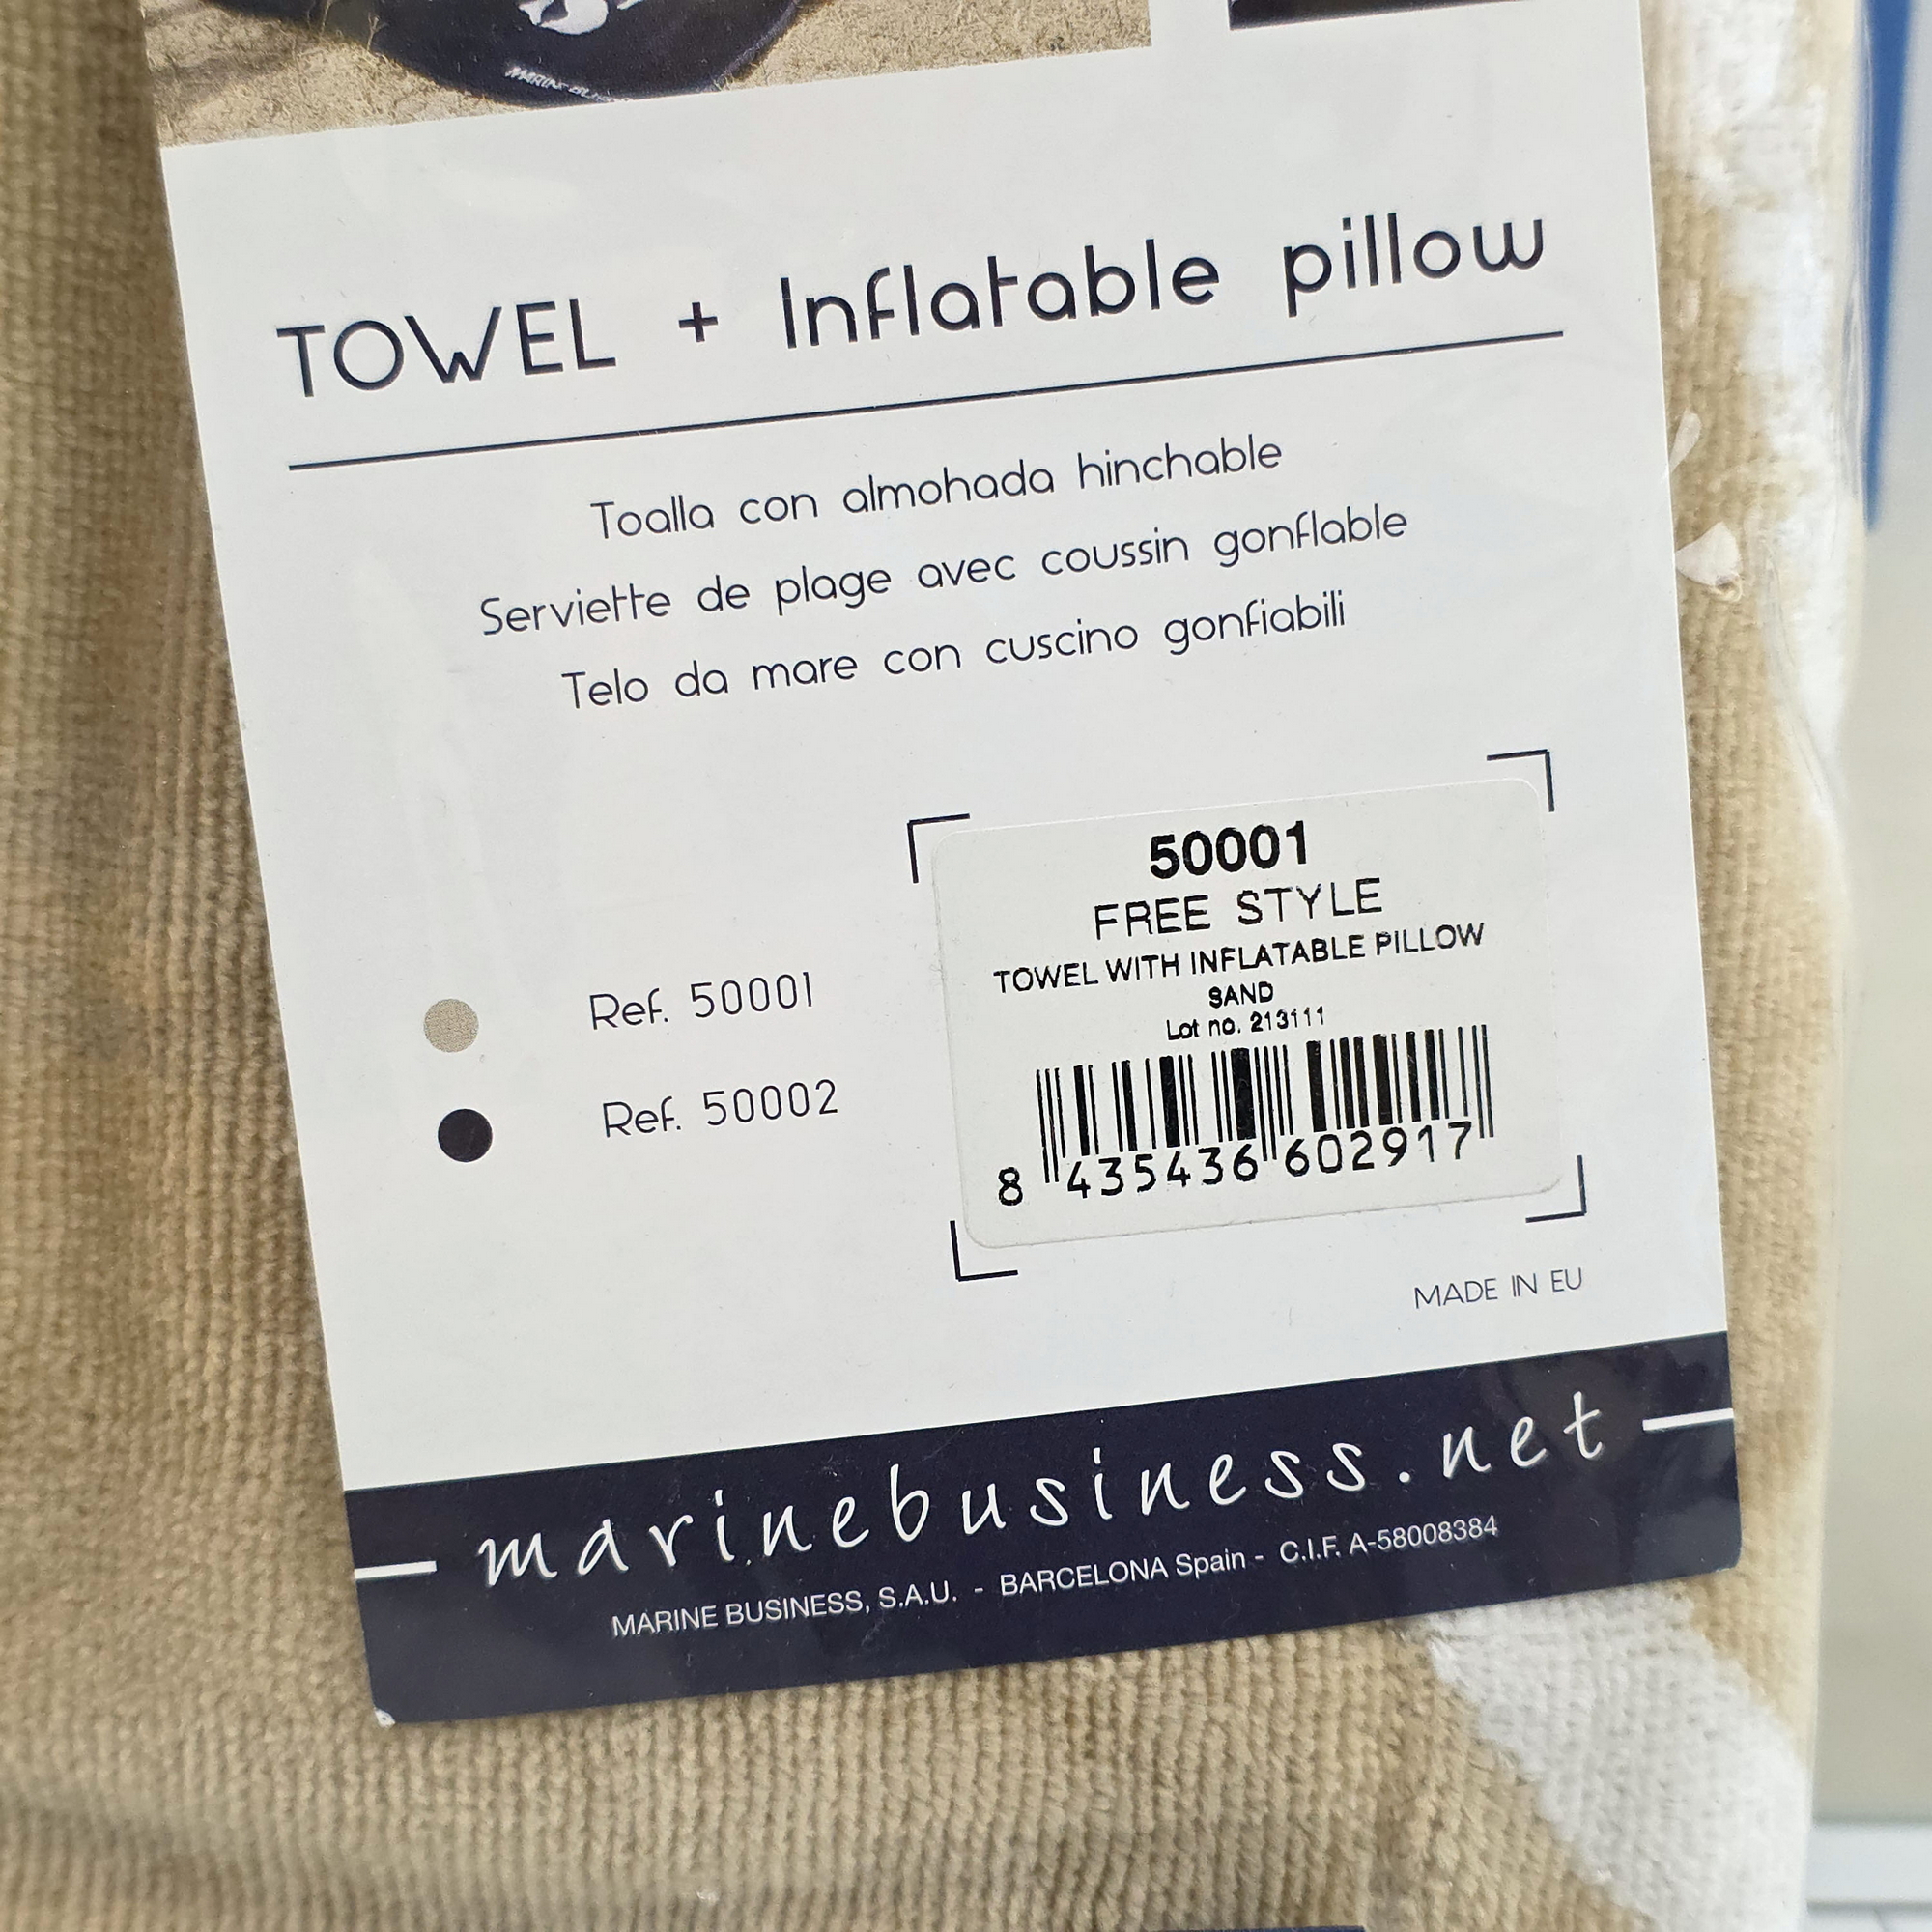 TOWEL + Inflatable pillow
Toalla con almohada hinchable
Serviette de plage avec coussin gonflable
Telo da mare con cuscino gonfiabili
50001
FREE STYLE
TOWEL WITH INFLATABLE PILLOW
SAND
Lot no. 213111
8 435436 602917
Ref. 50001
Ref. 50002
MADE IN EU
marinebusiness.net
MARINE BUSINESS, S.A.U. - BARCELONA Spain - C.I.F. A-58008384